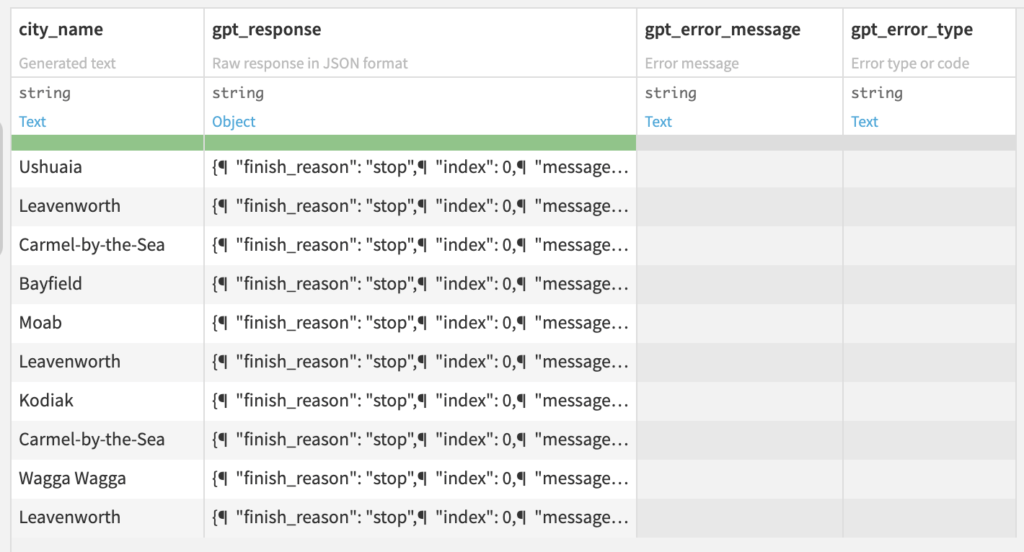 city_name gpt_response gpt_error_message gpt_error_type
Generated text Raw response in JSON format Error message Error type or code
string string string string
Text Object Text Text
Ushuaia {¶ "finish_reason": "stop",¶ "index": 0,¶ "message...
Leavenworth {¶ "finish_reason": "stop",¶ "index": 0,¶ "message...
Carmel-by-the-Sea {¶ "finish_reason": "stop",¶ "index": 0,¶ "message...
Bayfield {¶ "finish_reason": "stop",¶ "index": 0,¶ "message...
Moab {¶ "finish_reason": "stop",¶ "index": 0,¶ "message...
Leavenworth {¶ "finish_reason": "stop",¶ "index": 0,¶ "message...
Kodiak {¶ "finish_reason": "stop",¶ "index": 0,¶ "message...
Carmel-by-the-Sea {¶ "finish_reason": "stop",¶ "index": 0,¶ "message...
Wagga Wagga {¶ "finish_reason": "stop",¶ "index": 0,¶ "message...
Leavenworth {¶ "finish_reason": "stop",¶ "index": 0,¶ "message...